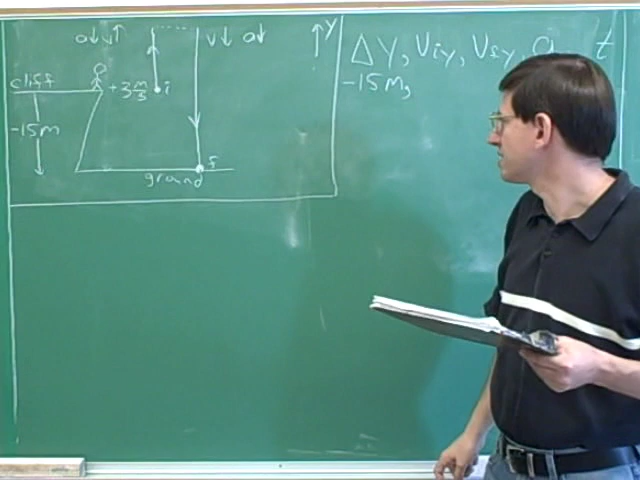 a↓ v↑ v↓ a↓ ↑Y
cliff +3 m/s i
-15m
f
ground
ΔY, Viy, Vfy, a t
-15m,